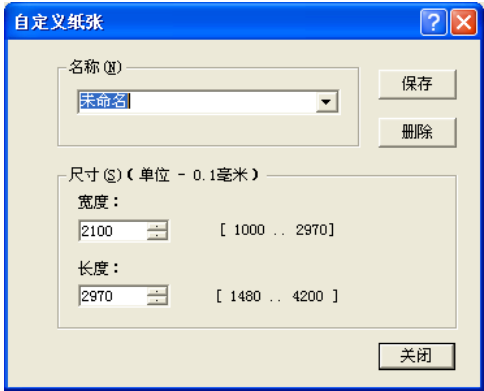 自定义纸张
名称(N)
未命名
保存
删除
尺寸(S)(单位 - 0.1毫米)
宽度:
2100 [ 1000 .. 2970]
长度:
2970 [ 1480 .. 4200 ]
关闭